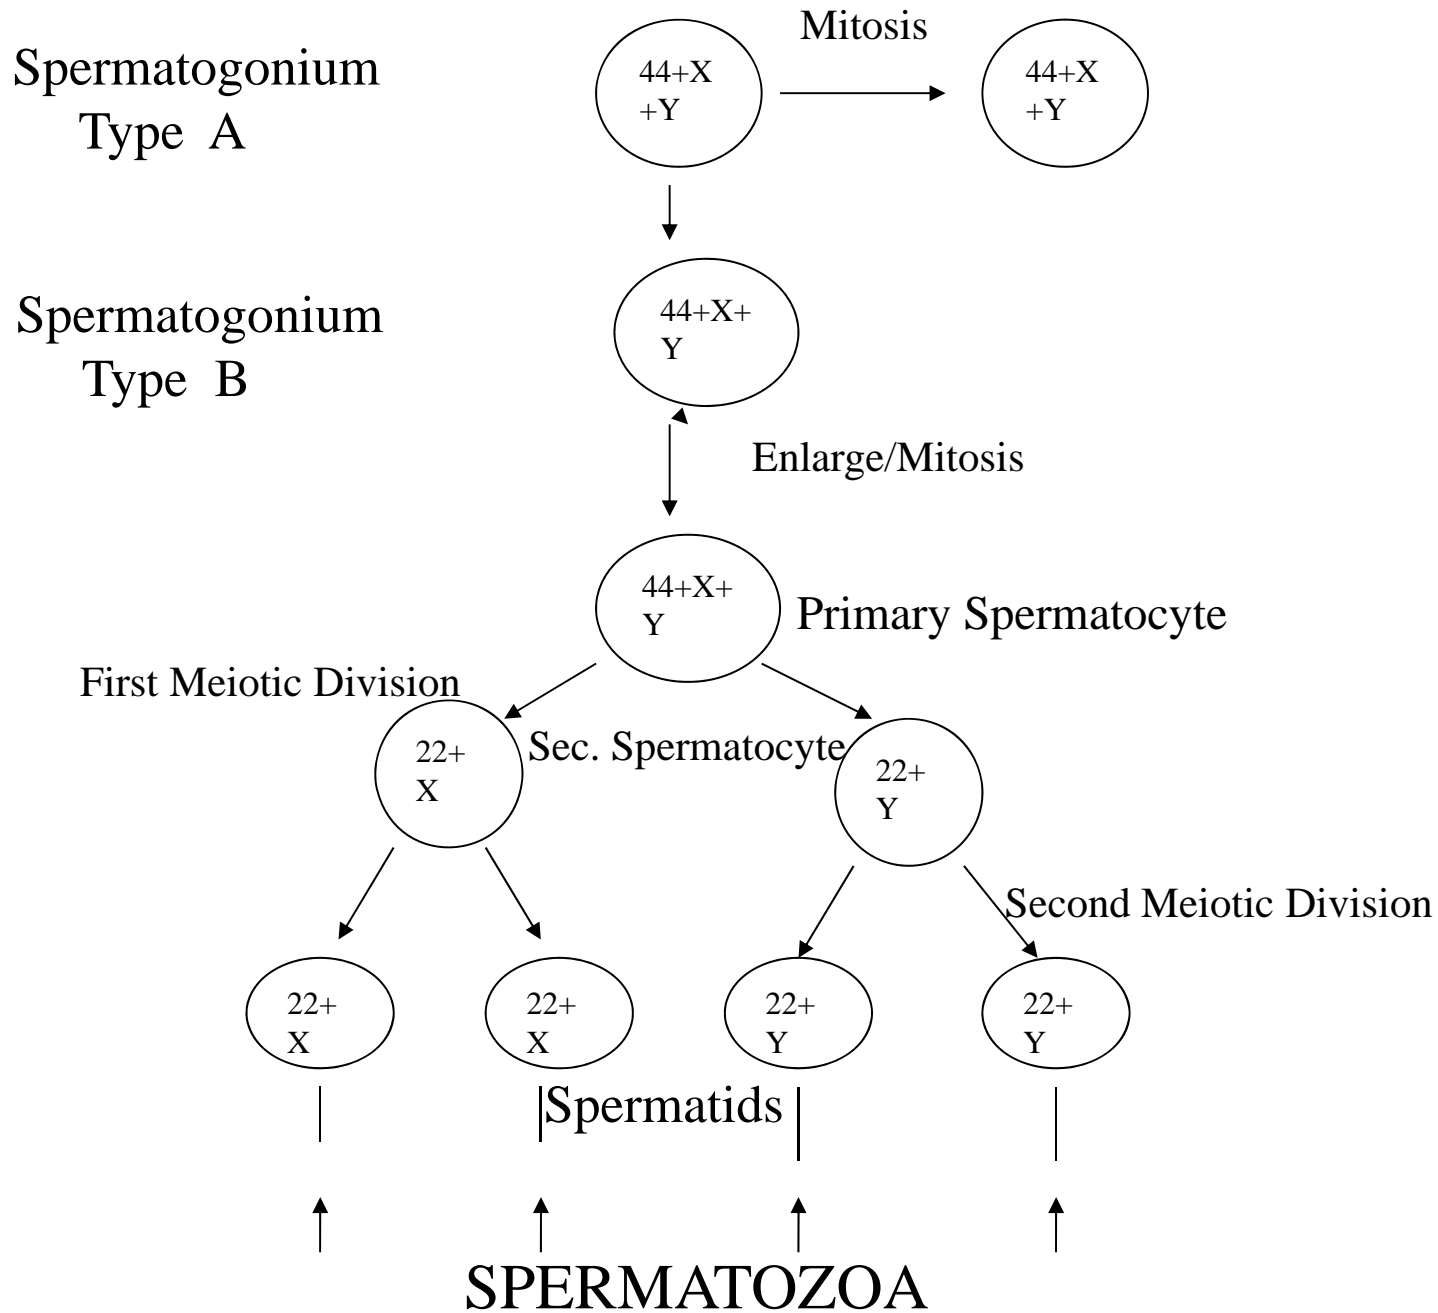 Mitosis
Spermatogonium
Type A
44+X
+Y
44+X
+Y
Spermatogonium
Type B
44+X+
Y
Enlarge/Mitosis
44+X+
Y
Primary Spermatocyte
First Meiotic Division
22+
X
Sec. Spermatocyte
22+
Y
Second Meiotic Division
22+
X
22+
X
22+
Y
22+
Y
Spermatids
SPERMATOZOA